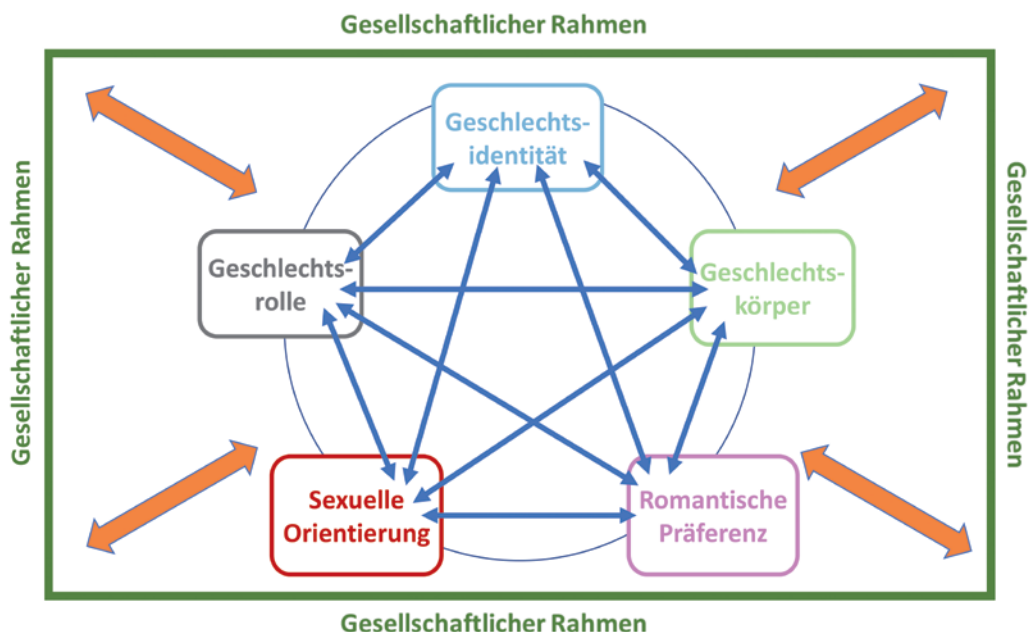 Gesellschaftlicher Rahmen
Geschlechts-
identität
Gesellschaftlicher Rahmen
Geschlechts-
rolle
Geschlechts-
körper
Gesellschaftlicher Rahmen
Sexuelle
Orientierung
Romantische
Präferenz
Gesellschaftlicher Rahmen